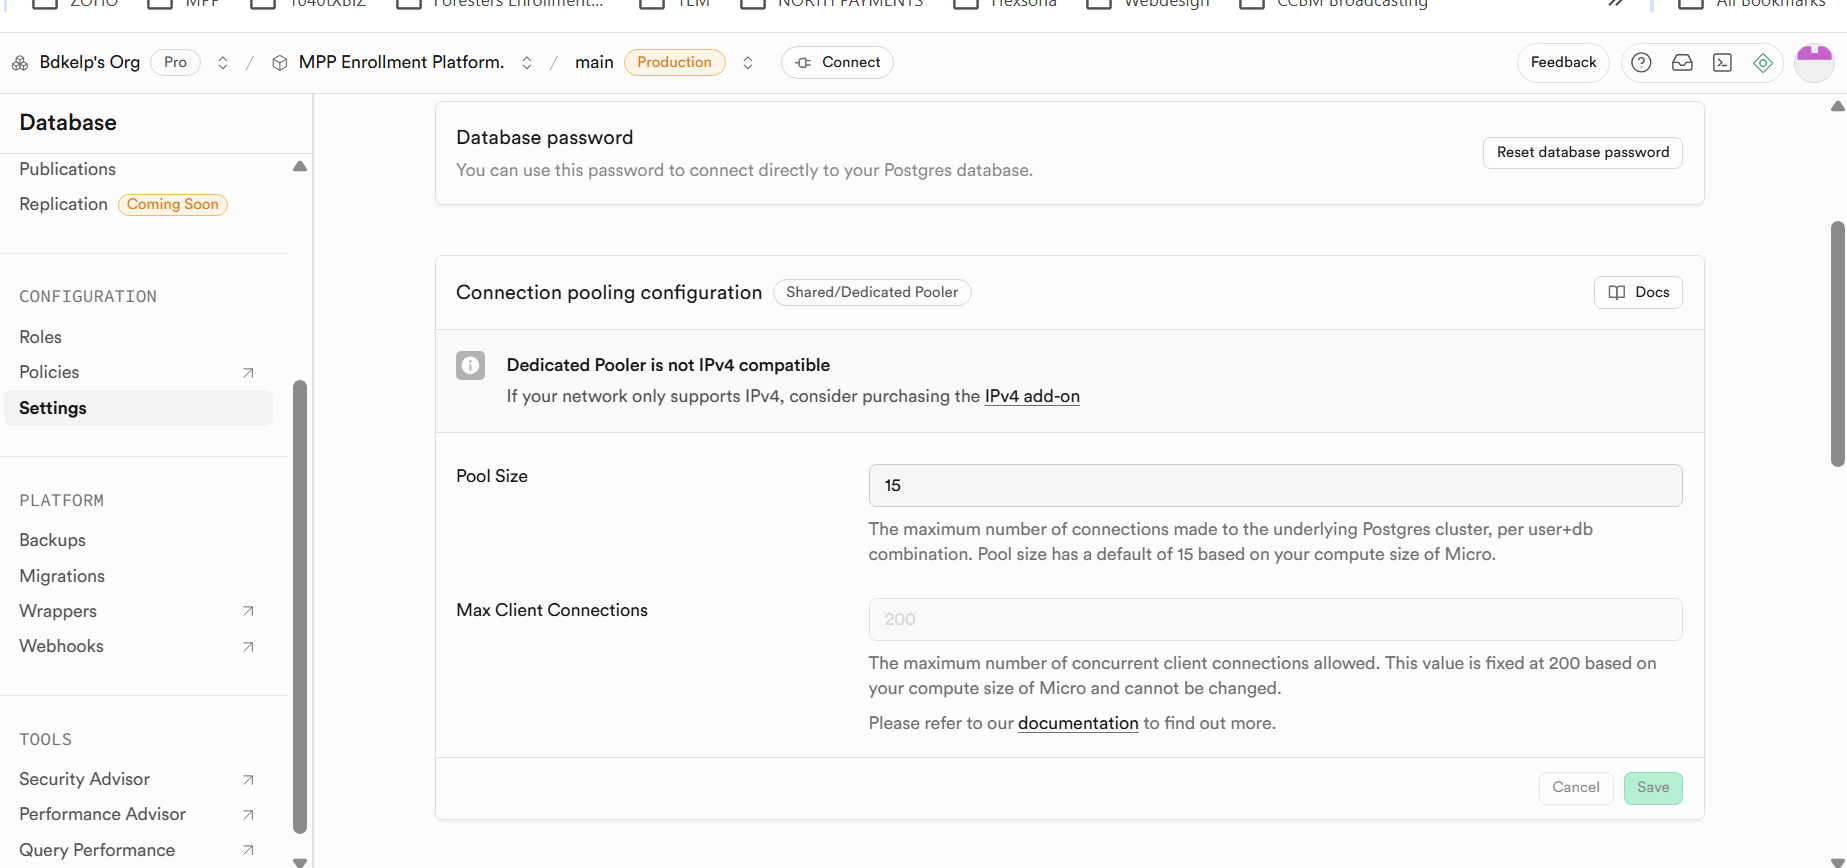 ZOHO MPP 1040tXBIZ Foresters Enrollment... TLM NORTH PAYMENTS Hexsona Webdesign CCBM Broadcasting All Bookmarks
Bdkelp's Org Pro / MPP Enrollment Platform. / main Production Connect Feedback
Database
Publications
Replication Coming Soon
CONFIGURATION
Roles
Policies
Settings
PLATFORM
Backups
Migrations
Wrappers
Webhooks
TOOLS
Security Advisor
Performance Advisor
Query Performance
Database password
You can use this password to connect directly to your Postgres database.
Reset database password
Connection pooling configuration Shared/Dedicated Pooler
Docs
Dedicated Pooler is not IPv4 compatible
If your network only supports IPv4, consider purchasing the IPv4 add-on
Pool Size
15
The maximum number of connections made to the underlying Postgres cluster, per user+db
combination. Pool size has a default of 15 based on your compute size of Micro.
Max Client Connections
200
The maximum number of concurrent client connections allowed. This value is fixed at 200 based on
your compute size of Micro and cannot be changed.
Please refer to our documentation to find out more.
Cancel Save